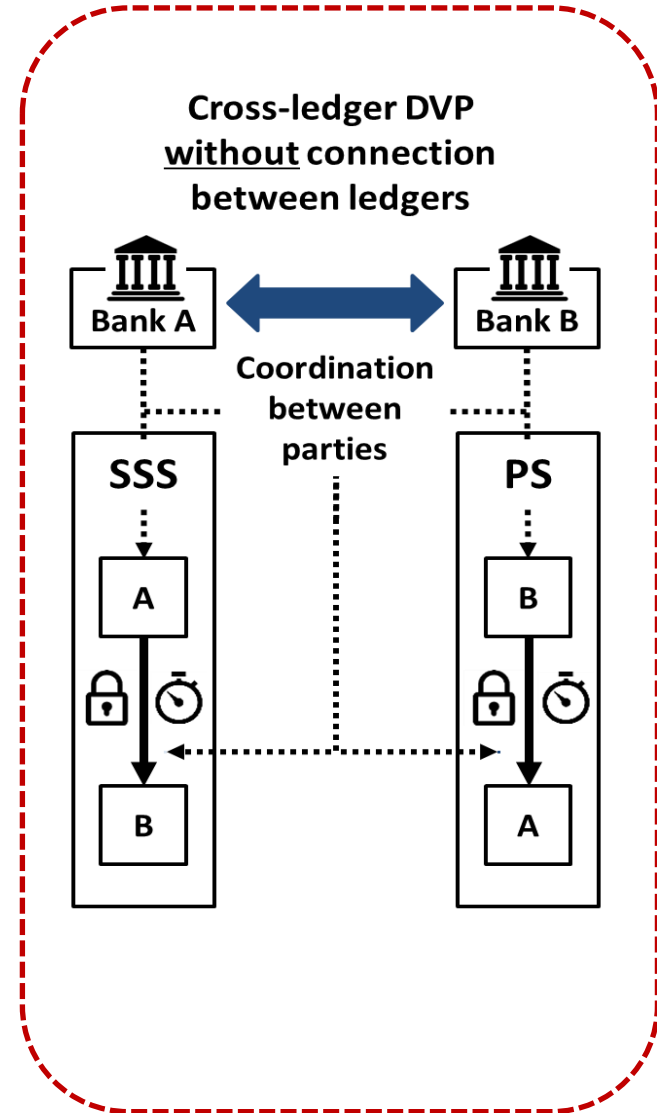 Cross-ledger DVP
without connection
between ledgers
Bank A
Bank B
Coordination
between
parties
SSS
PS
A
B
B
A